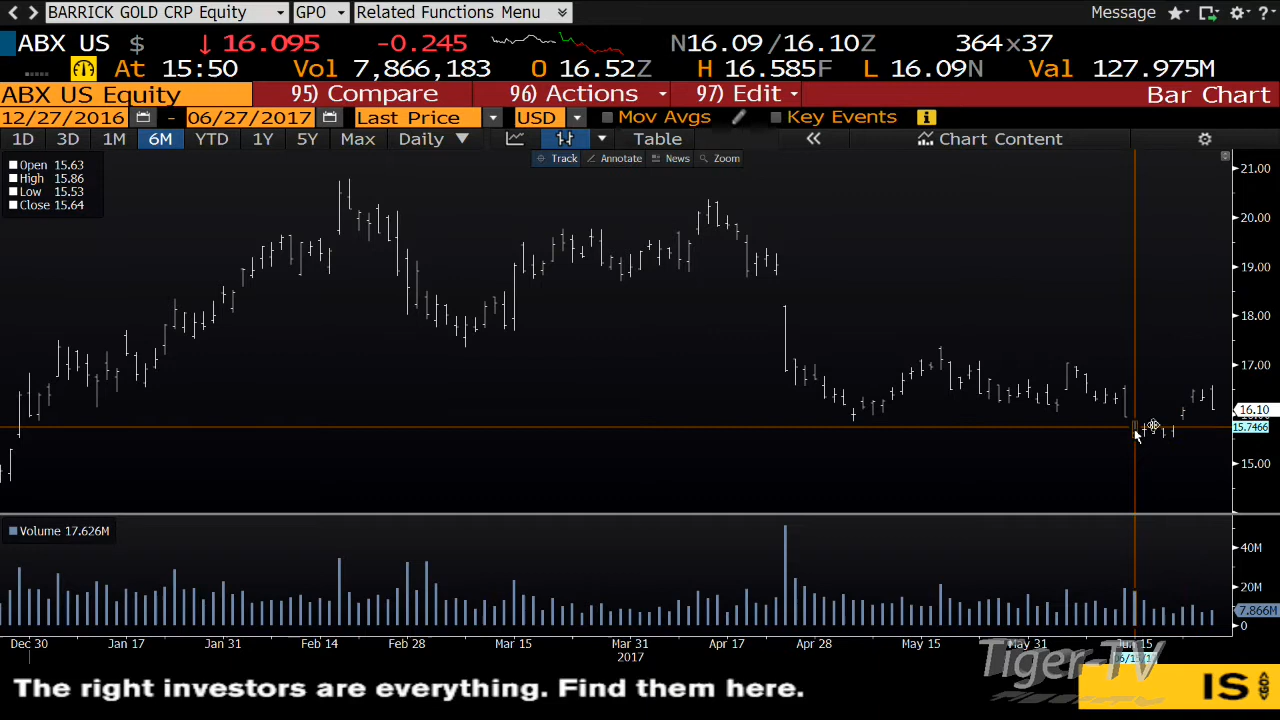 BARRICK GOLD CRP Equity GPO Related Functions Menu Message
ABX US $ ↓ 16.095 -0.245 N16.09 / 16.10Z 364 x 37
At 15:50 Vol 7,866,183 O 16.52Z H 16.585F L 16.09N Val 127.975M
ABX US Equity 95) Compare 96) Actions 97) Edit Bar Chart
12/27/2016 - 06/27/2017 Last Price USD Mov Avgs Key Events
1D 3D 1M 6M YTD 1Y 5Y Max Daily ▼ Table « Chart Content
Track Annotate News Zoom
Open 15.63
High 15.86
Low 15.53
Close 15.64
21.00
20.00
19.00
18.00
17.00
16.10
15.7466
15.00
Volume 17.626M
40M
20M
7.866M
0
Dec 30 Jan 17 Jan 31 Feb 14 Feb 28 Mar 15 Mar 31 Apr 17 Apr 28 May 15 May 31 Jun 15
2017
Tiger-TV
The right investors are everything. Find them here.
IS